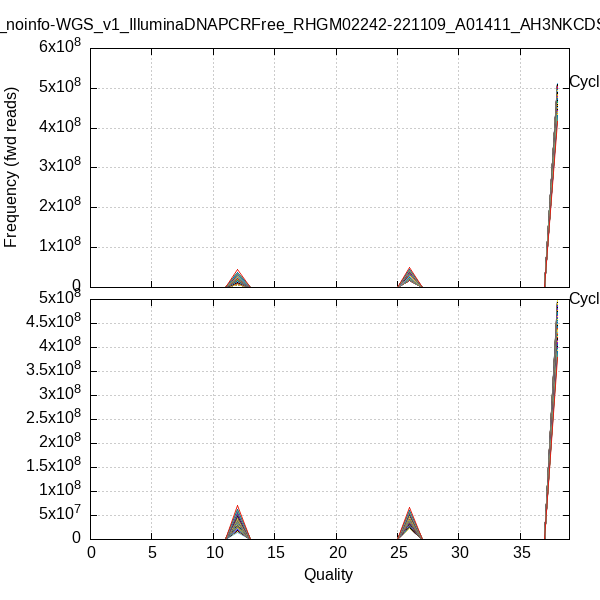 _noinfo-WGS_v1_IlluminaDNAPCRFree_RHGM02242-221109_A01411_AH3NKCDS
6x10^8
5x10^8
4x10^8
3x10^8
2x10^8
1x10^8
0
Frequency (fwd reads)
Cycl
5x10^8
4.5x10^8
4x10^8
3.5x10^8
3x10^8
2.5x10^8
2x10^8
1.5x10^8
1x10^8
5x10^7
0
Cycl
0 5 10 15 20 25 30 35
Quality